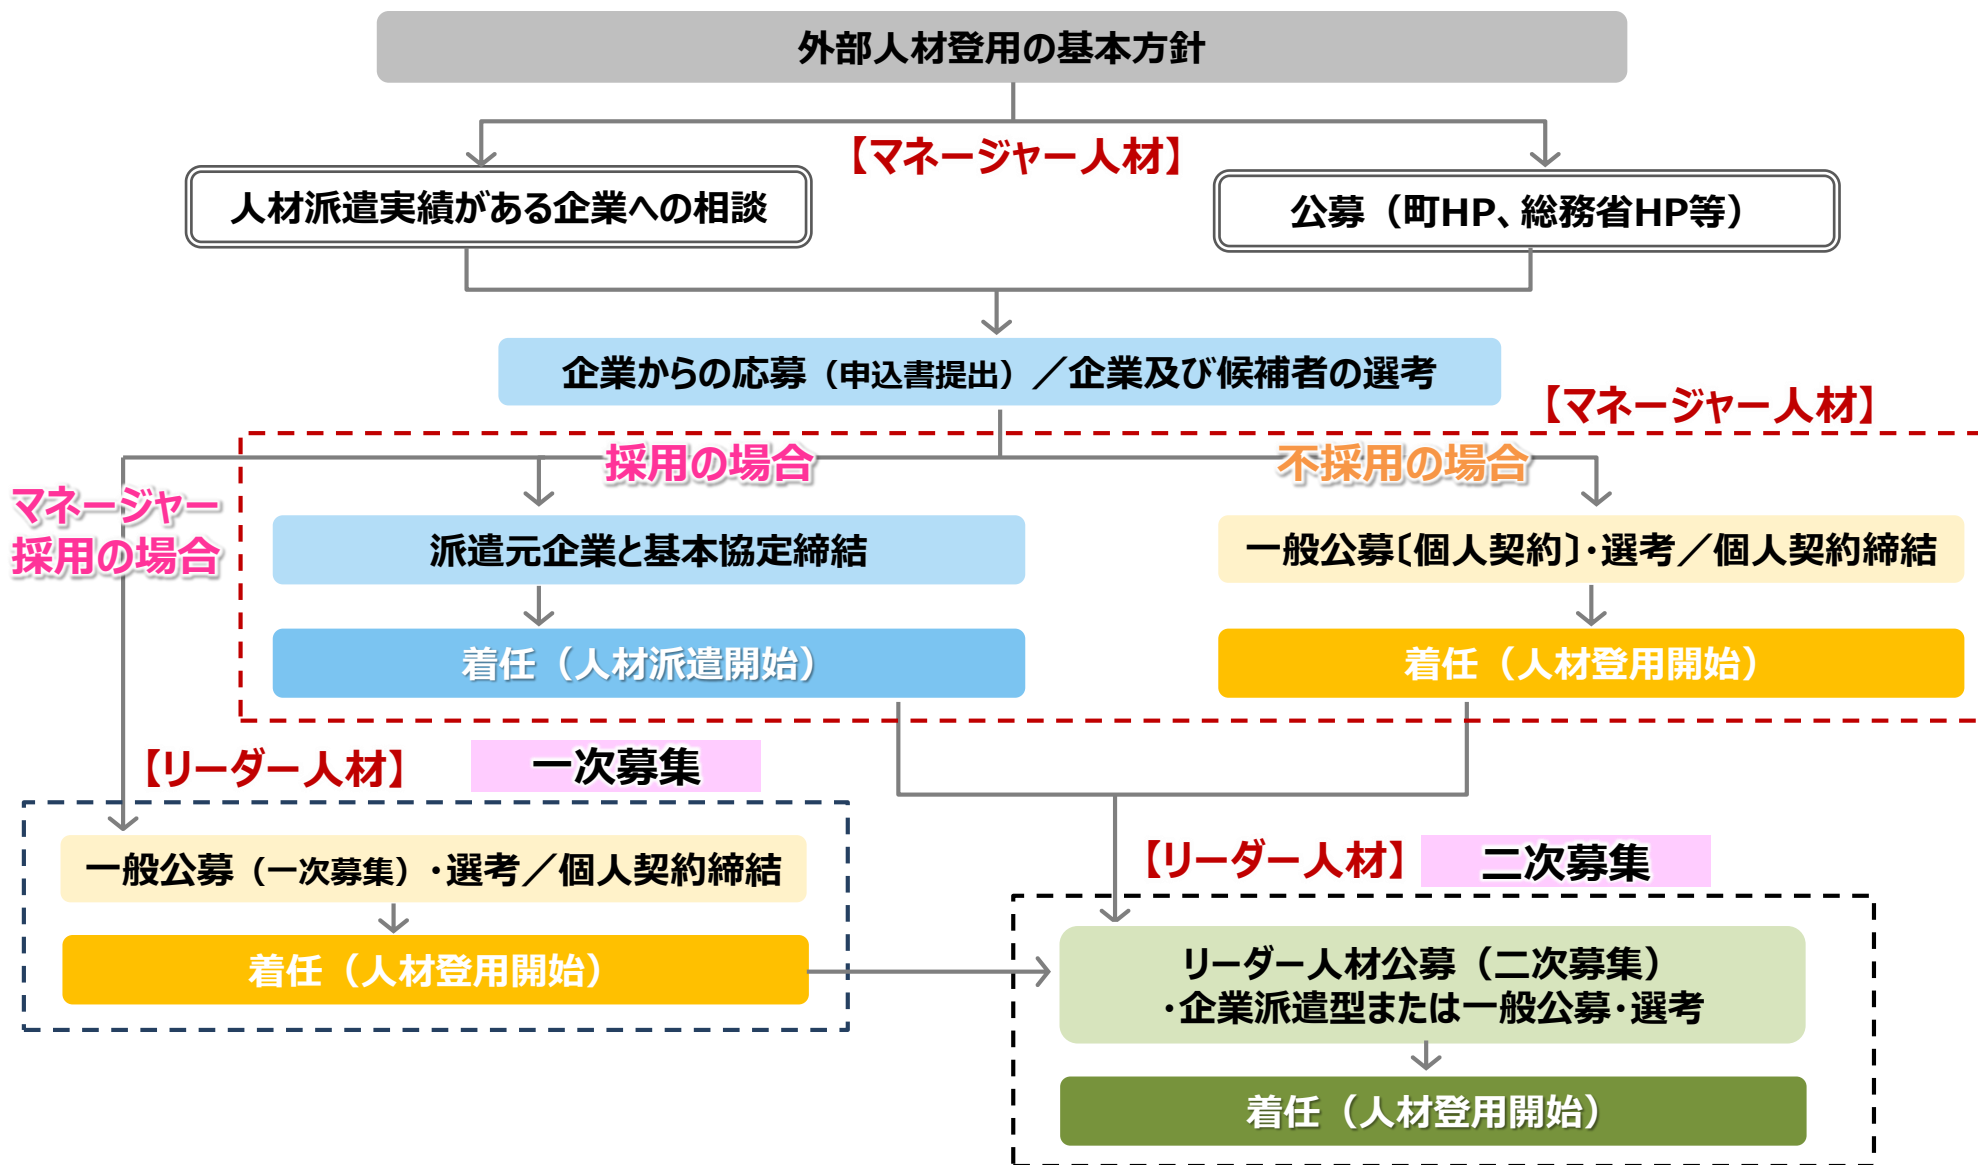 外部人材登用の基本方針
【マネージャー人材】
人材派遣実績がある企業への相談
公募（町HP、総務省HP等）
企業からの応募（申込書提出）／企業及び候補者の選考
【マネージャー人材】
採用の場合
不採用の場合
マネージャー
採用の場合
派遣元企業と基本協定締結
一般公募〔個人契約〕・選考／個人契約締結
着任（人材派遣開始）
着任（人材登用開始）
【リーダー人材】
一次募集
一般公募（一次募集）・選考／個人契約締結
着任（人材登用開始）
【リーダー人材】
二次募集
リーダー人材公募（二次募集）
・企業派遣型または一般公募・選考
着任（人材登用開始）